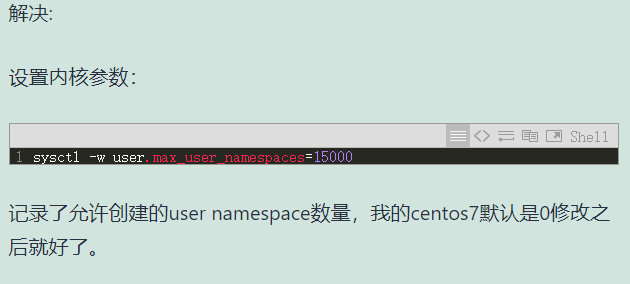 解决:
设置内核参数：
Shell
1 sysctl -w user.max_user_namespaces=15000
记录了允许创建的user namespace数量，我的centos7默认是0修改之
后就好了。